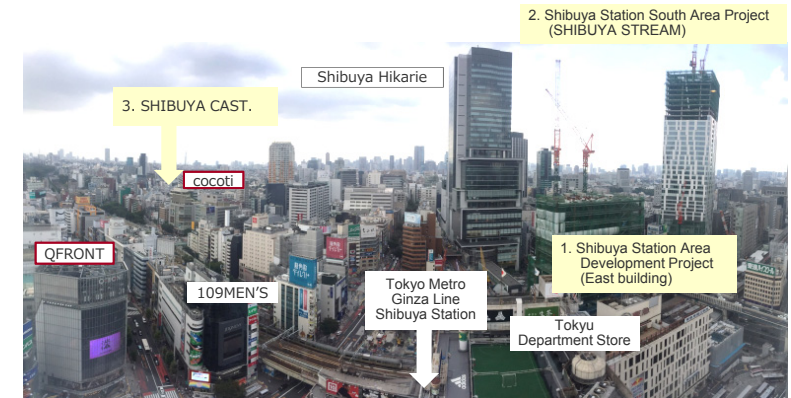 2. Shibuya Station South Area Project
(SHIBUYA STREAM)
Shibuya Hikarie
3. SHIBUYA CAST.
cocoti
QFRONT
1. Shibuya Station Area
Development Project
(East building)
109MEN'S
Tokyo Metro
Ginza Line
Shibuya Station
Tokyu
Department Store